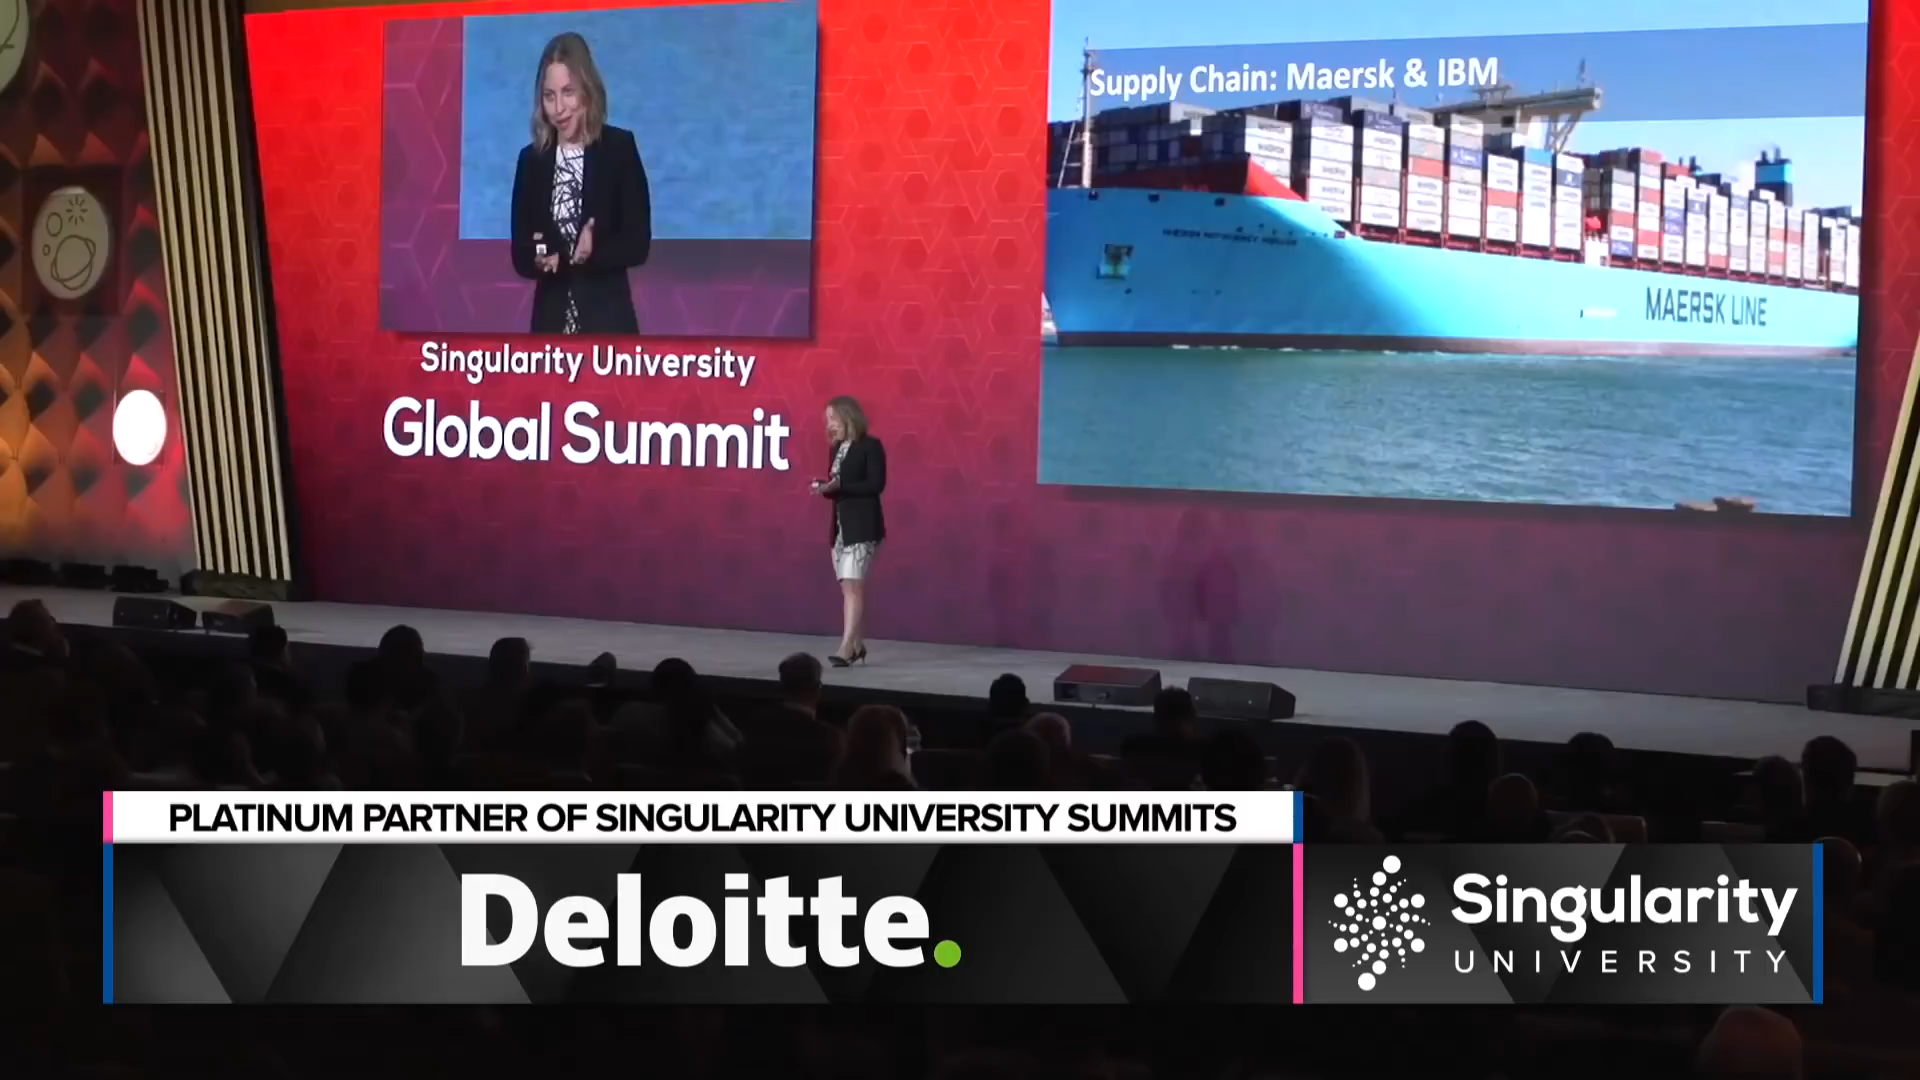 Supply Chain: Maersk & IBM
MAERSK LINE
Singularity University
Global Summit
PLATINUM PARTNER OF SINGULARITY UNIVERSITY SUMMITS
Deloitte.
Singularity
UNIVERSITY